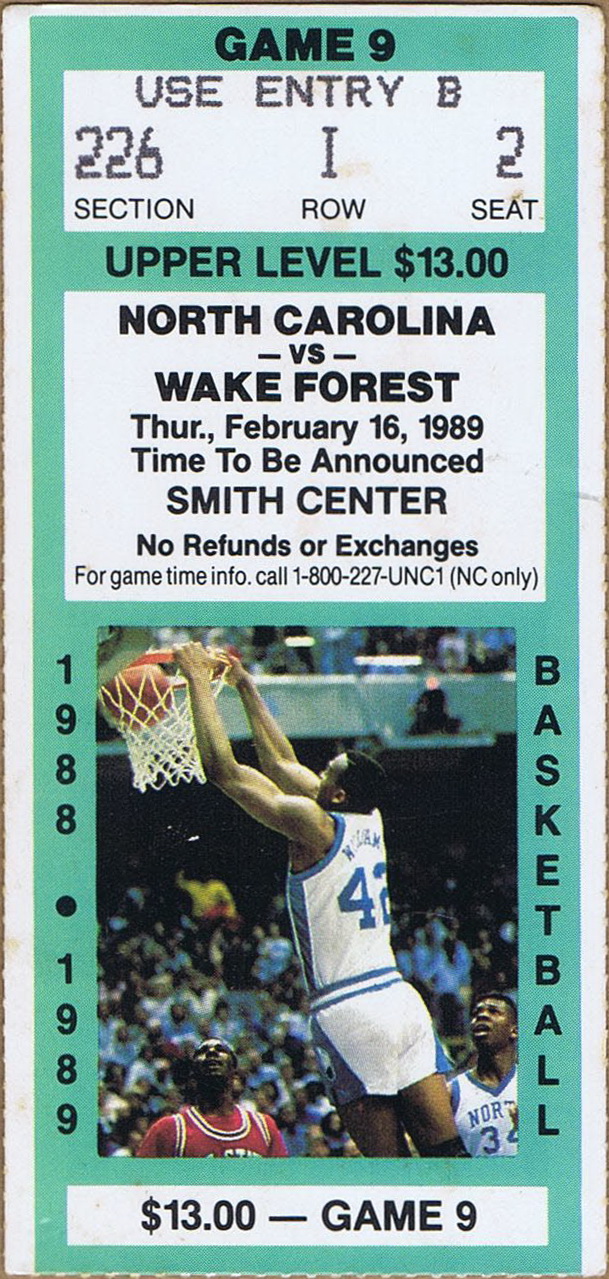 GAME 9
USE ENTRY B
226 I 2
SECTION ROW SEAT
UPPER LEVEL $13.00
NORTH CAROLINA
– VS –
WAKE FOREST
Thur., February 16, 1989
Time To Be Announced
SMITH CENTER
No Refunds or Exchanges
For game time info. call 1-800-227-UNC1 (NC only)
1988 • 1989
BASKETBALL
42
NORT
34
$13.00 — GAME 9